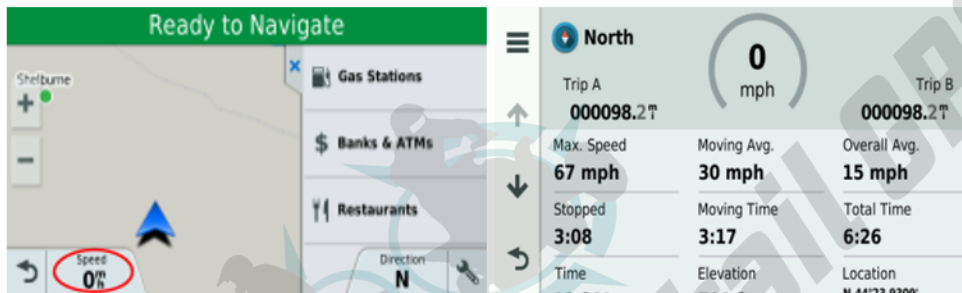 Ready to Navigate
Shelburne
Gas Stations
Banks & ATMs
Restaurants
Speed
0 m/h
Direction
N
North
0
mph
Trip A
000098.2 m
Trip B
000098.2 m
Max. Speed
Moving Avg.
Overall Avg.
67 mph
30 mph
15 mph
Stopped
Moving Time
Total Time
3:08
3:17
6:26
Time
Elevation
Location